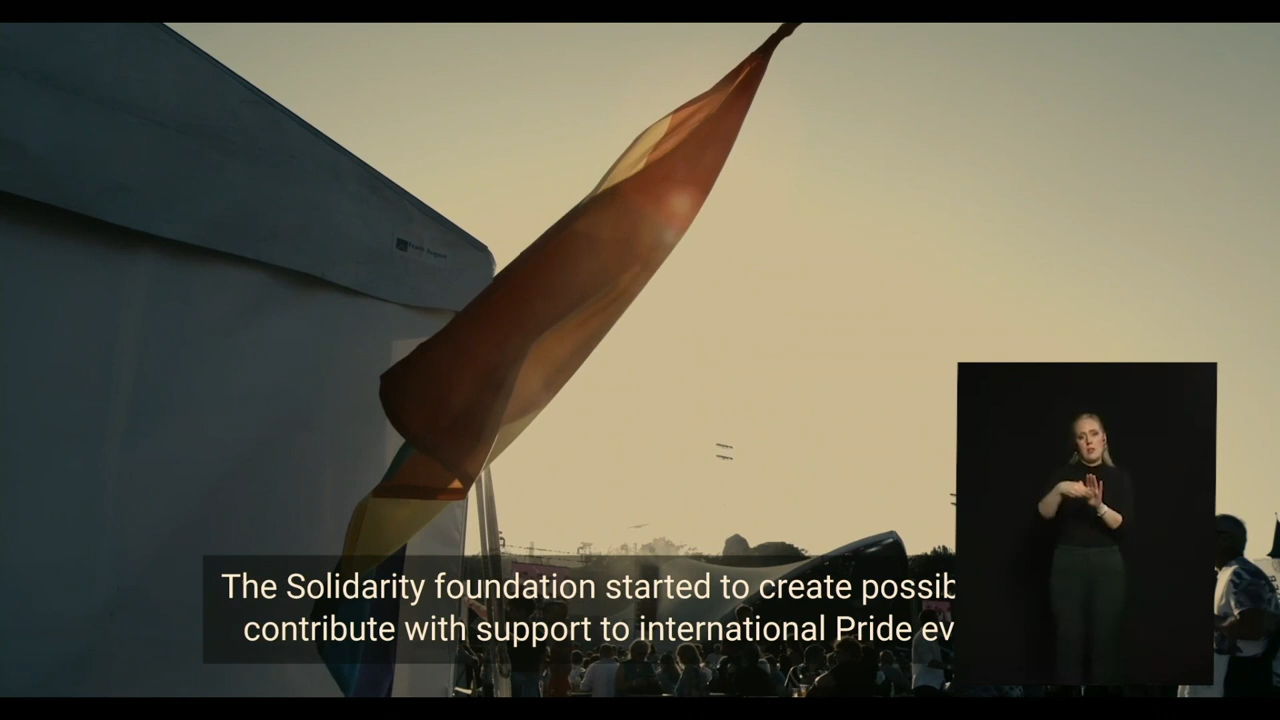 The Solidarity foundation started to create possib
contribute with support to international Pride ev